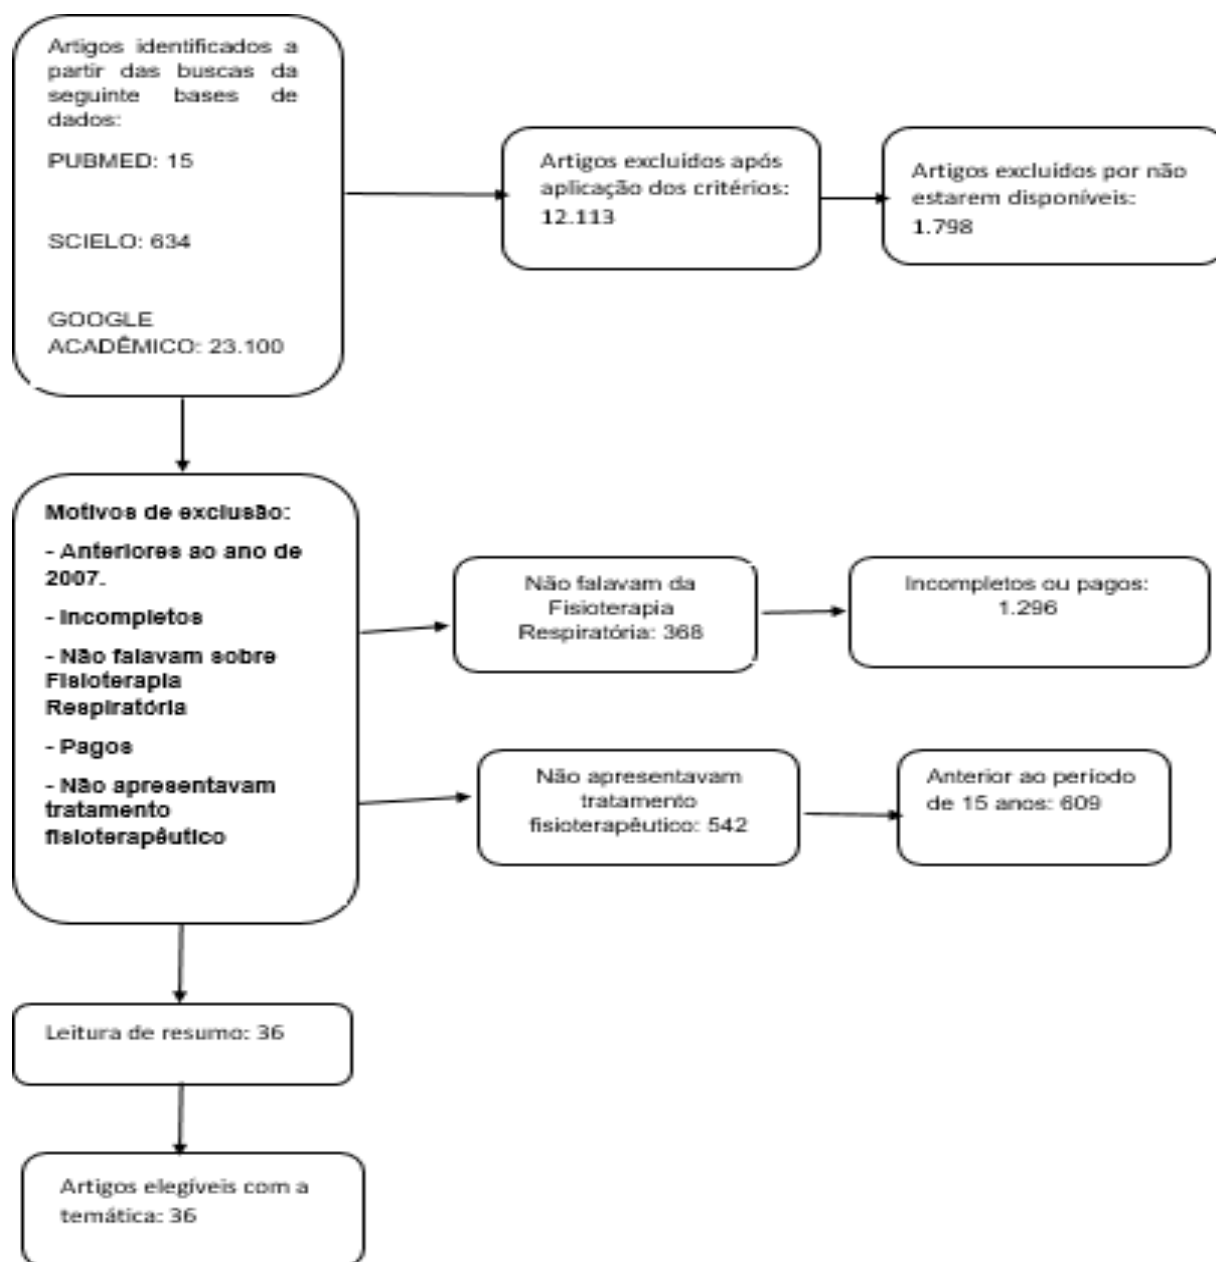 Artigos identificados a
partir das buscas da
seguinte bases de
dados:
PUBMED: 15
SCIELO: 634
GOOGLE
ACADÊMICO: 23.100
Artigos excluídos após
aplicação dos critérios:
12.113
Artigos excluídos por não
estarem disponíveis:
1.798
Motivos de exclusão:
- Anteriores ao ano de
2007.
- Incompletos
- Não falavam sobre
Fisioterapia
Respiratória
- Pagos
- Não apresentavam
tratamento
fisioterapêutico
Não falavam da
Fisioterapia
Respiratória: 368
Incompletos ou pagos:
1.296
Não apresentavam
tratamento
fisioterapêutico: 542
Anterior ao período
de 15 anos: 609
Leitura de resumo: 36
Artigos elegíveis com a
temática: 36